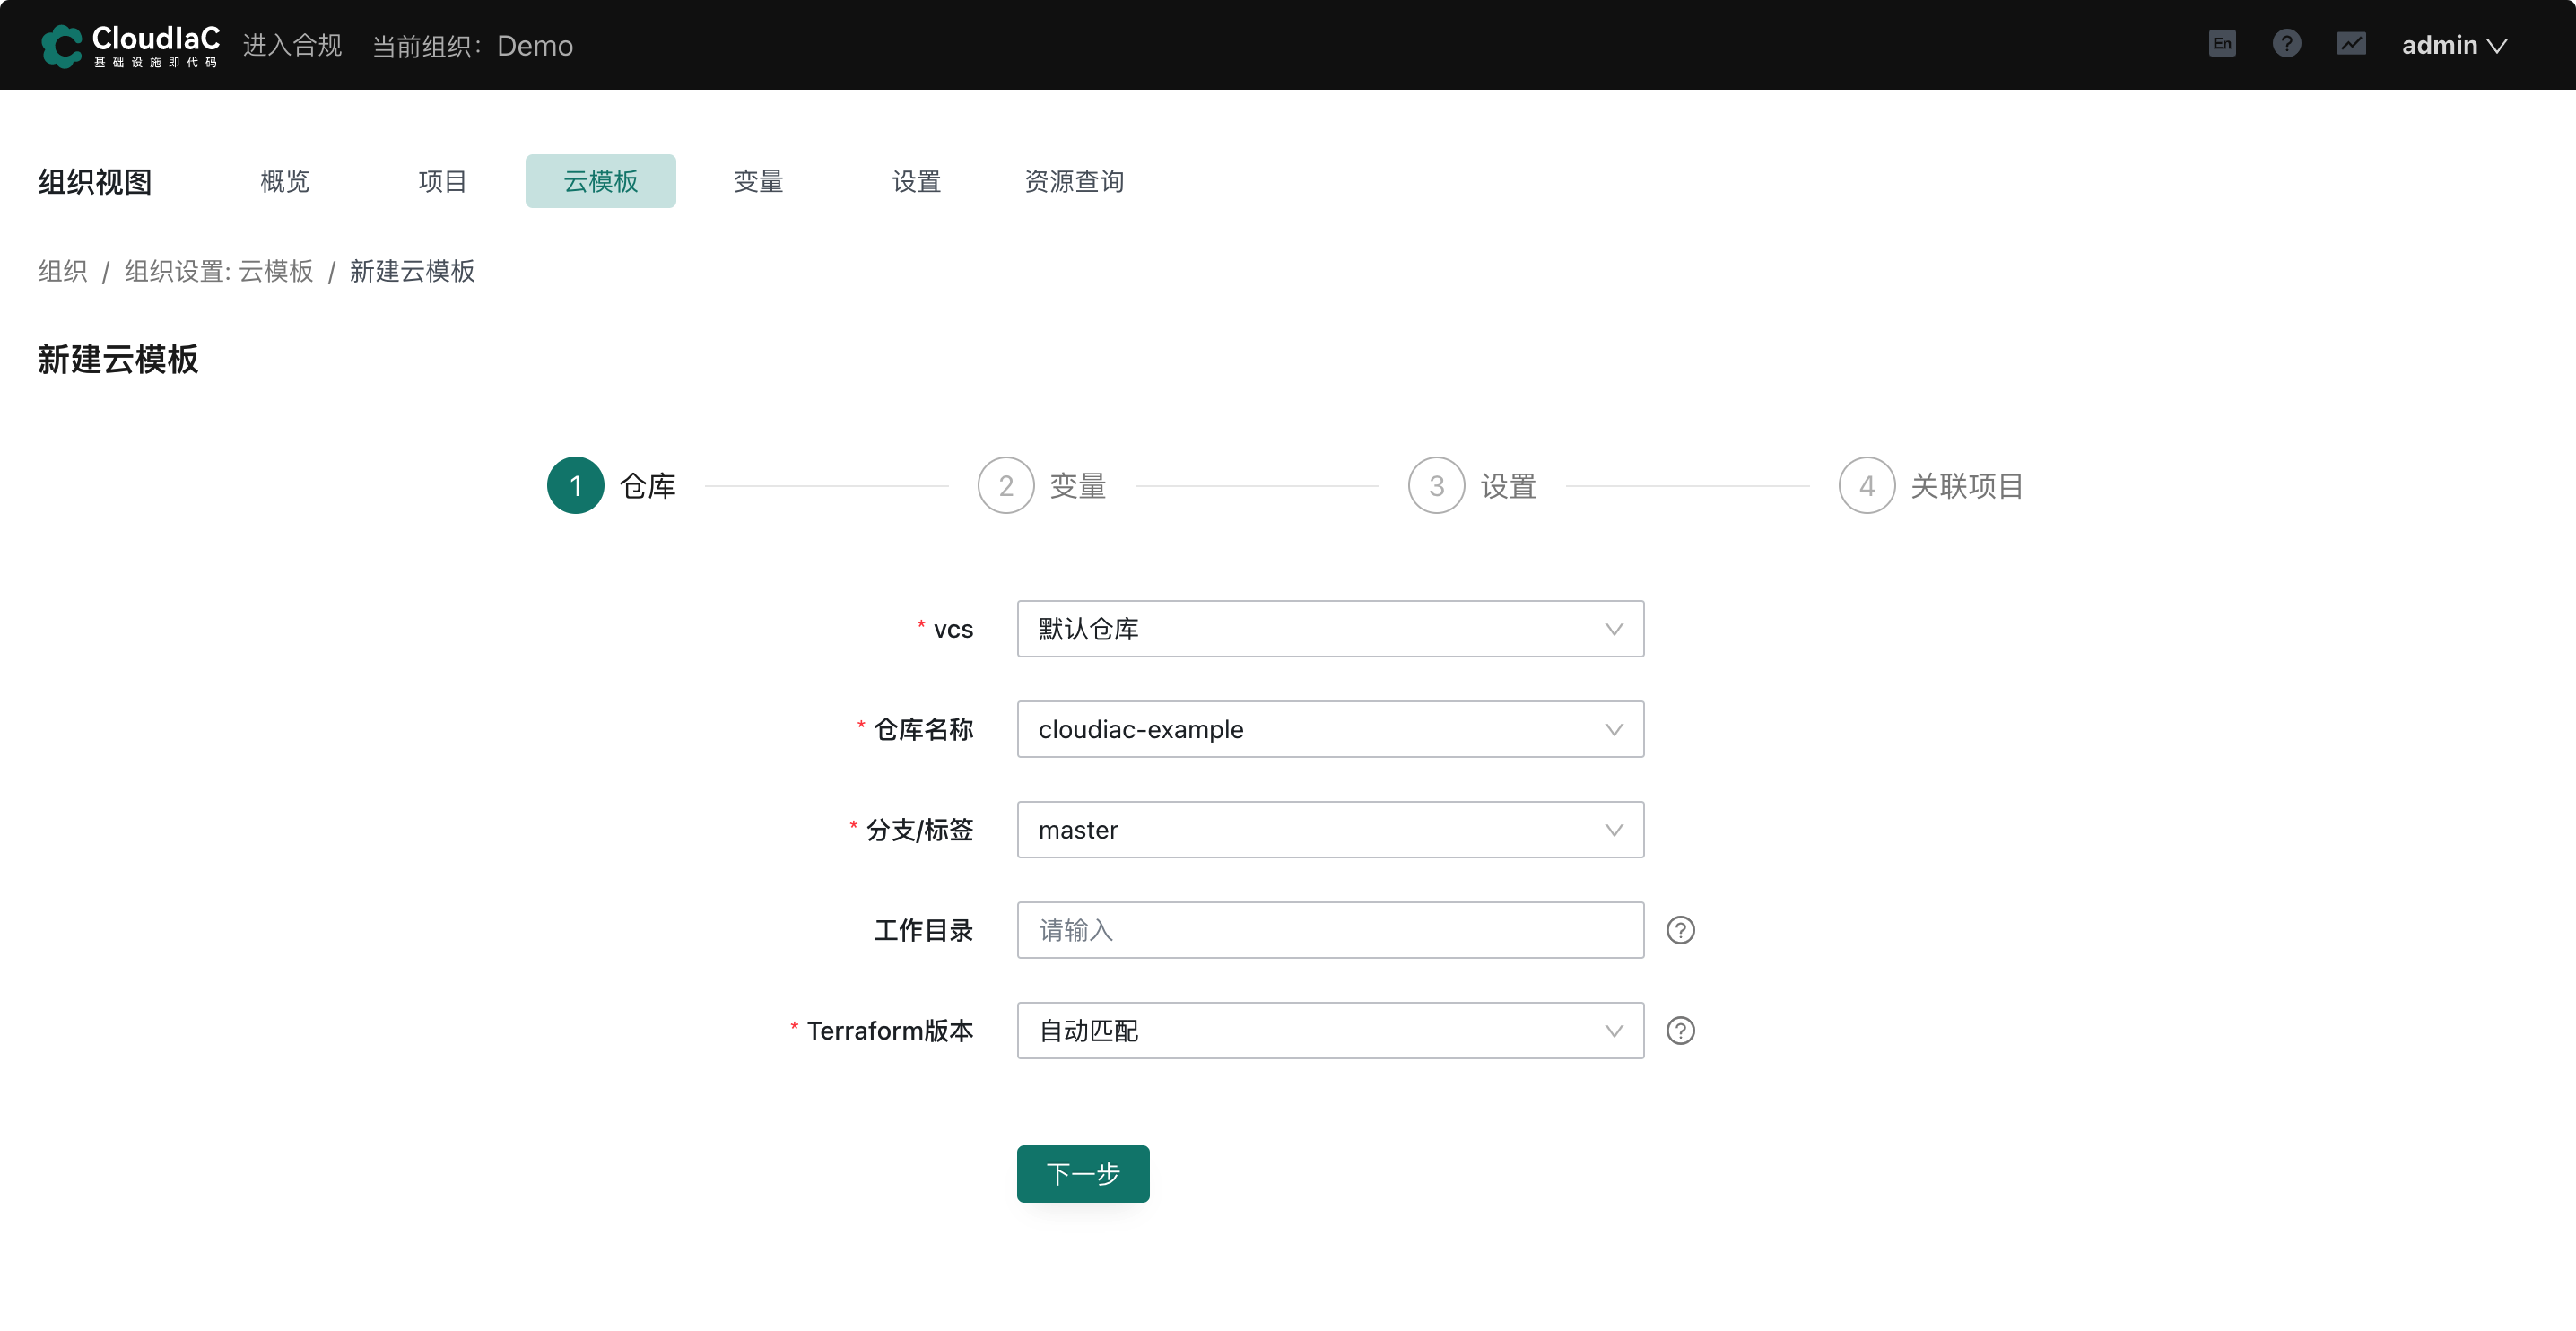 CloudIaC
基础设施即代码
进入合规 当前组织：Demo
En ? admin
组织视图 概览 项目 云模板 变量 设置 资源查询
组织 / 组织设置: 云模板 / 新建云模板
新建云模板
1 仓库 2 变量 3 设置 4 关联项目
* vcs 默认仓库
* 仓库名称 cloudiac-example
* 分支/标签 master
工作目录 请输入 ?
* Terraform版本 自动匹配 ?
下一步